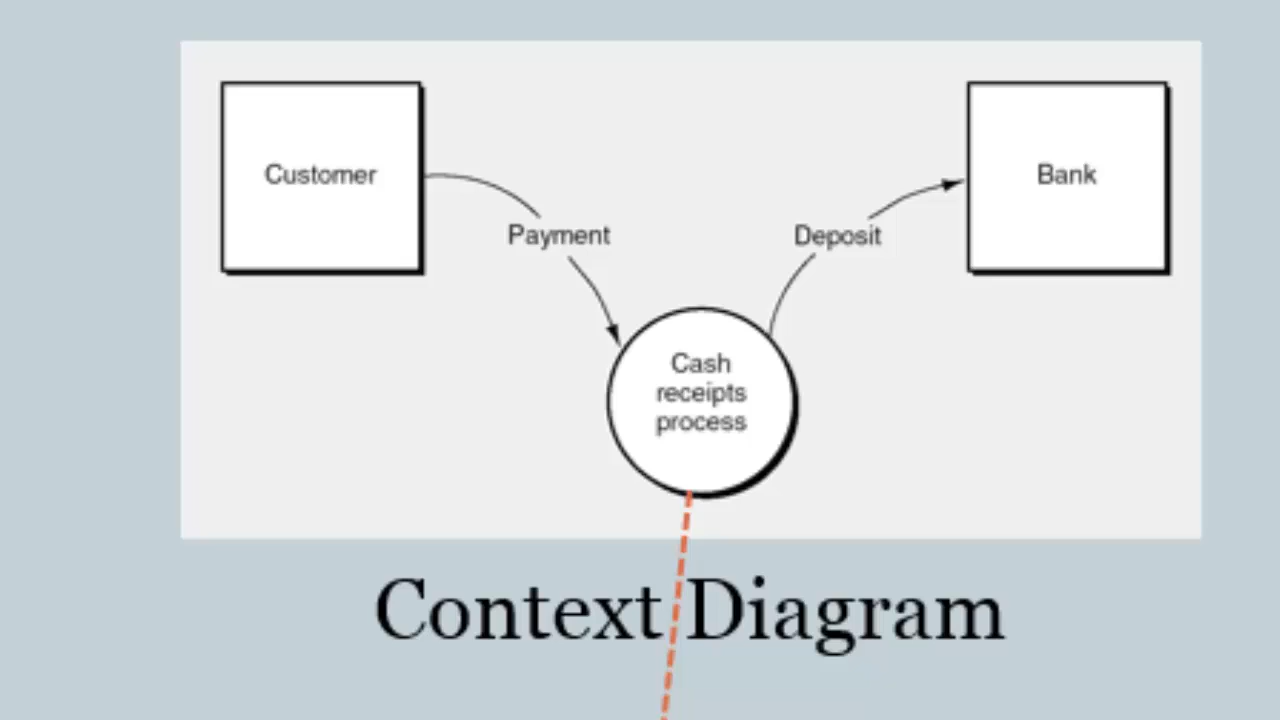 Customer
Bank
Payment
Deposit
Cash
receipts
process
Context Diagram